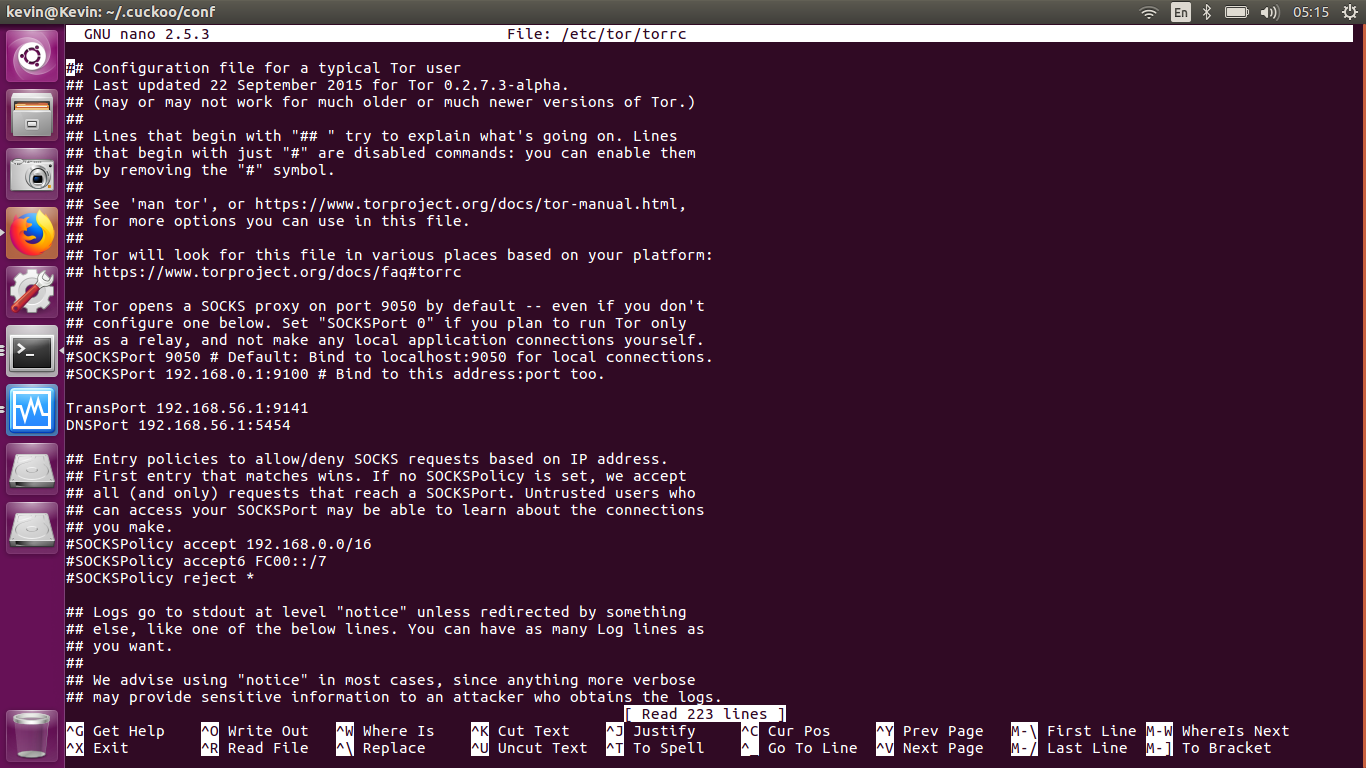 kevin@Kevin: ~/.cuckoo/conf
En
05:15
GNU nano 2.5.3 File: /etc/tor/torrc
## Configuration file for a typical Tor user
## Last updated 22 September 2015 for Tor 0.2.7.3-alpha.
## (may or may not work for much older or much newer versions of Tor.)
##
## Lines that begin with "## " try to explain what's going on. Lines
## that begin with just "#" are disabled commands: you can enable them
## by removing the "#" symbol.
##
## See 'man tor', or https://www.torproject.org/docs/tor-manual.html,
## for more options you can use in this file.
##
## Tor will look for this file in various places based on your platform:
## https://www.torproject.org/docs/faq#torrc
## Tor opens a SOCKS proxy on port 9050 by default -- even if you don't
## configure one below. Set "SOCKSPort 0" if you plan to run Tor only
## as a relay, and not make any local application connections yourself.
#SOCKSPort 9050 # Default: Bind to localhost:9050 for local connections.
#SOCKSPort 192.168.0.1:9100 # Bind to this address:port too.
TransPort 192.168.56.1:9141
DNSPort 192.168.56.1:5454
## Entry policies to allow/deny SOCKS requests based on IP address.
## First entry that matches wins. If no SOCKSPolicy is set, we accept
## all (and only) requests that reach a SOCKSPort. Untrusted users who
## can access your SOCKSPort may be able to learn about the connections
## you make.
#SOCKSPolicy accept 192.168.0.0/16
#SOCKSPolicy accept6 FC00::/7
#SOCKSPolicy reject *
## Logs go to stdout at level "notice" unless redirected by something
## else, like one of the below lines. You can have as many Log lines as
## you want.
##
## We advise using "notice" in most cases, since anything more verbose
## may provide sensitive information to an attacker who obtains the logs.
[ Read 223 lines ]
^G Get Help ^O Write Out ^W Where Is ^K Cut Text ^J Justify ^C Cur Pos ^Y Prev Page M-\ First Line M-W WhereIs Next
^X Exit ^R Read File ^\ Replace ^U Uncut Text ^T To Spell ^_ Go To Line ^V Next Page M-/ Last Line M-] To Bracket